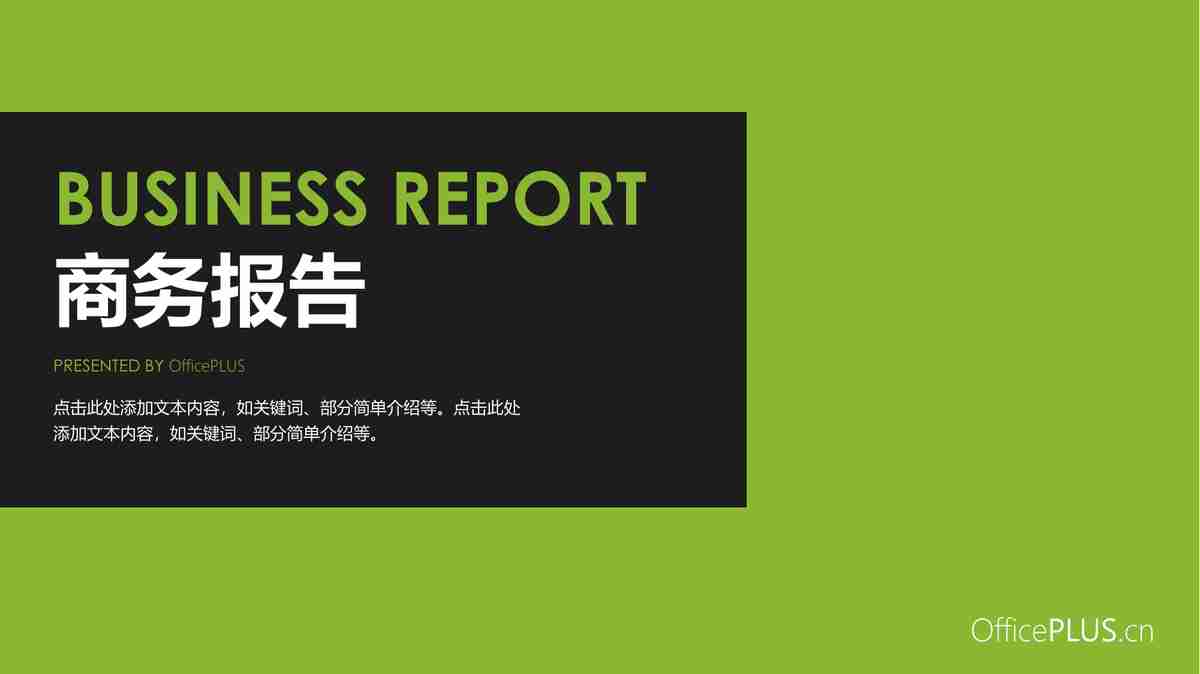 BUSINESS REPORT
商务报告
PRESENTED BY OfficePLUS
点击此处添加文本内容，如关键词、部分简单介绍等。点击此处
添加文本内容，如关键词、部分简单介绍等。
OfficePLUS.cn